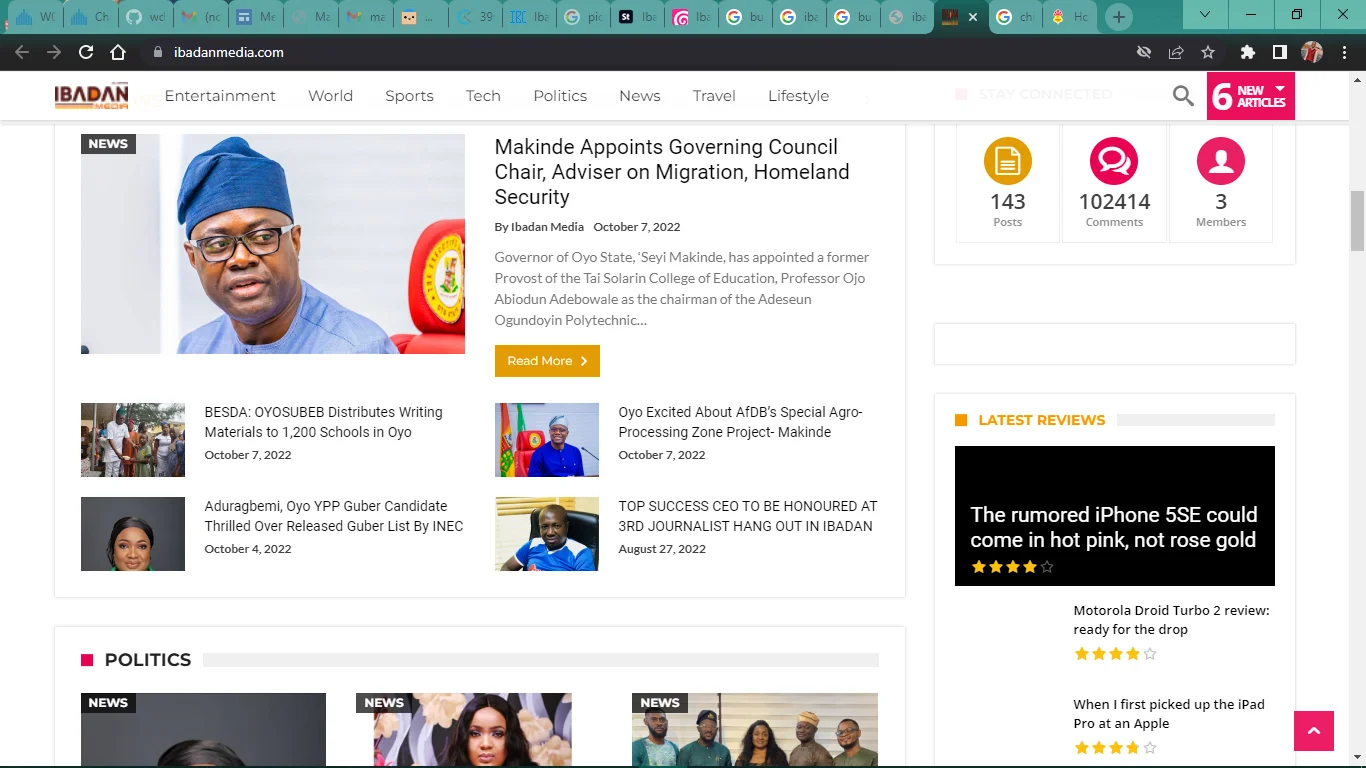 WC
Ch
wd
(nc
Me
Ma
ma
...
39
Iba
pic
Iba
Iba
bu
iba
bu
iba
ch
Ho
ibadanmedia.com
IBADAN
MEDIA
Entertainment
World
Sports
Tech
Politics
News
Travel
Lifestyle
STAY CONNECTED
6 NEW ARTICLES
NEWS
Makinde Appoints Governing Council
Chair, Adviser on Migration, Homeland
Security
By Ibadan Media October 7, 2022
Governor of Oyo State, ‘Seyi Makinde, has appointed a former
Provost of the Tai Solarin College of Education, Professor Ojo
Abiodun Adebowale as the chairman of the Adeseun
Ogundoyin Polytechnic…
Read More
BESDA: OYOSUBEB Distributes Writing
Materials to 1,200 Schools in Oyo
October 7, 2022
Oyo Excited About AfDB’s Special Agro-
Processing Zone Project- Makinde
October 7, 2022
Aduragbemi, Oyo YPP Guber Candidate
Thrilled Over Released Guber List By INEC
October 4, 2022
TOP SUCCESS CEO TO BE HONOURED AT
3RD JOURNALIST HANG OUT IN IBADAN
August 27, 2022
POLITICS
NEWS
NEWS
NEWS
143
Posts
102414
Comments
3
Members
LATEST REVIEWS
The rumored iPhone 5SE could
come in hot pink, not rose gold
Motorola Droid Turbo 2 review:
ready for the drop
When I first picked up the iPad
Pro at an Apple